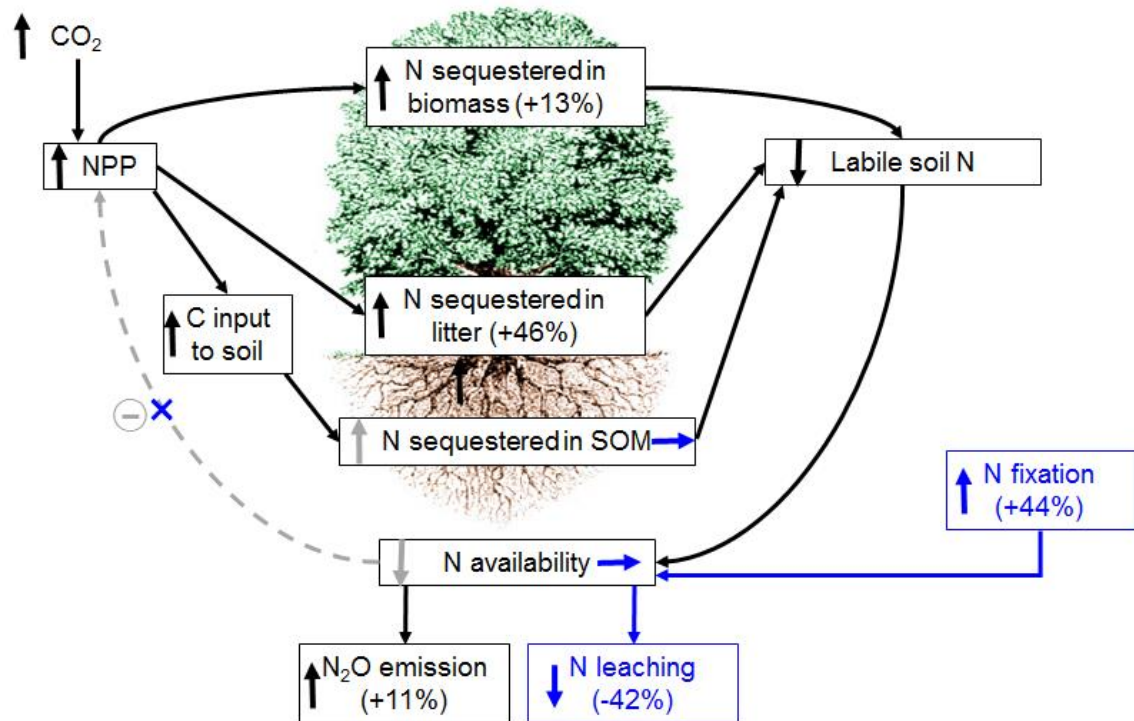 CO₂
N sequestered in
biomass (+13%)
NPP
Labile soil N
N sequestered in
litter (+46%)
C input
to soil
N sequestered in SOM
N fixation
(+44%)
N availability
N₂O emission
(+11%)
N leaching
(-42%)